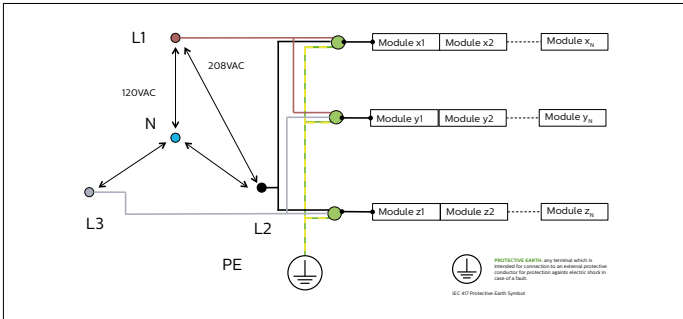 L1
208VAC
120VAC
N
L3
L2
PE
Module x1 Module x2 Module xN
Module y1 Module y2 Module yN
Module z1 Module z2 Module zN
PROTECTIVE EARTH: any terminal which is
intended for connection to an external protective
conductor for protection againts electric shock in
case of a fault.
IEC 417 Protective Earth Symbol